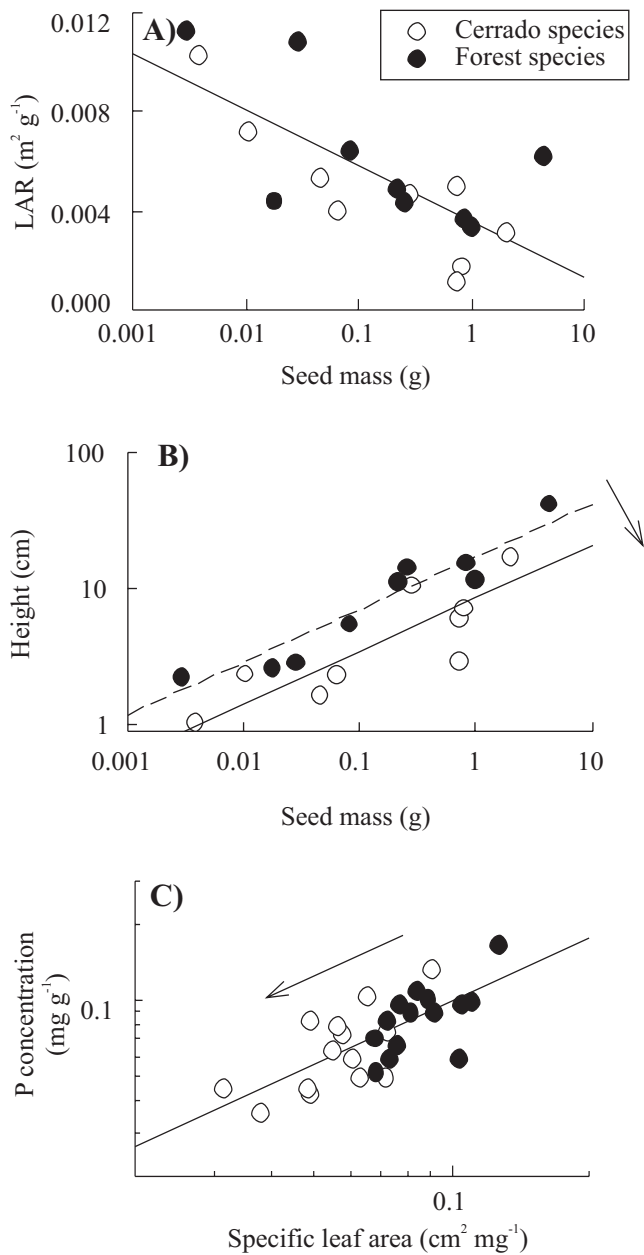 A)
Cerrado species
Forest species
0.012
0.008
0.004
0.000
LAR (m² g⁻¹)
0.001 0.01 0.1 1 10
Seed mass (g)
B)
100
10
1
Height (cm)
0.001 0.01 0.1 1 10
Seed mass (g)
C)
P concentration
(mg g⁻¹)
0.1
0.1
Specific leaf area (cm² mg⁻¹)